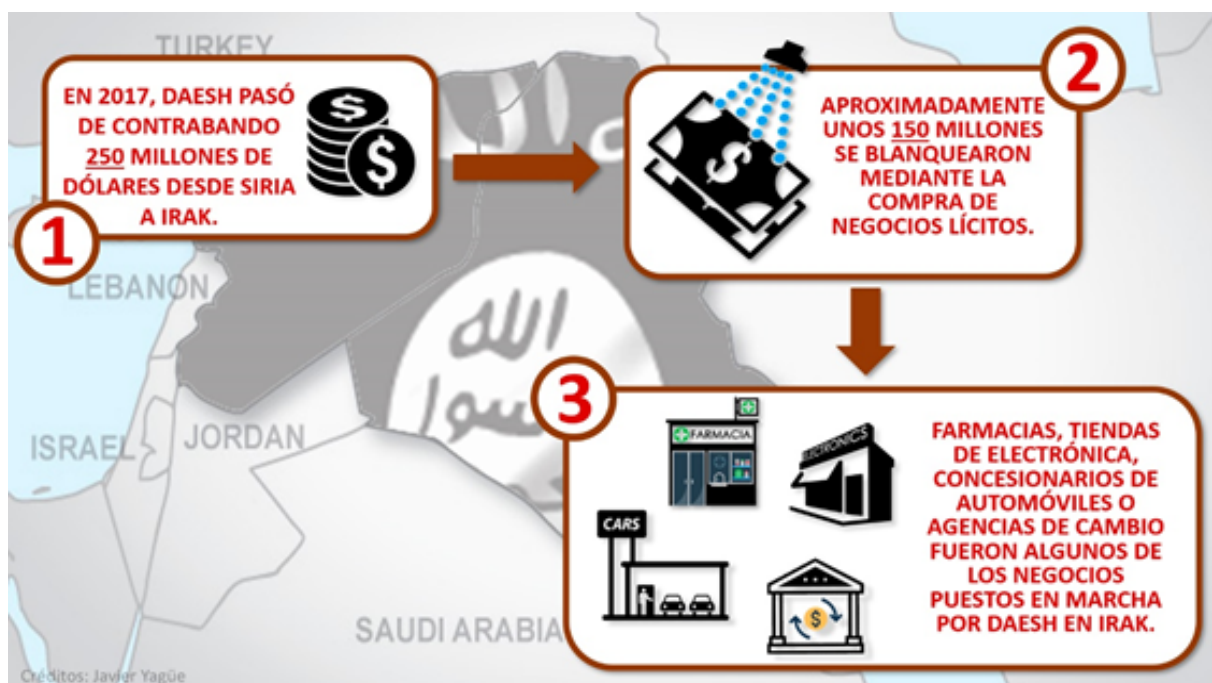 TURKEY
EN 2017, DAESH PASÓ
DE CONTRABANDO
250 MILLONES DE
DÓLARES DESDE SIRIA
A IRAK.
1
2
APROXIMADAMENTE
UNOS 150 MILLONES
SE BLANQUEARON
MEDIANTE LA
COMPRA DE
NEGOCIOS LÍCITOS.
LEBANON
ISRAEL
JORDAN
SAUDI ARABIA
الله
3
FARMACIA
ELECTRONICS
CARS
FARMACIAS, TIENDAS
DE ELECTRÓNICA,
CONCESIONARIOS DE
AUTOMÓVILES O
AGENCIAS DE CAMBIO
FUERON ALGUNOS DE
LOS NEGOCIOS
PUESTOS EN MARCHA
POR DAESH EN IRAK.
Créditos: Javier Yagüe